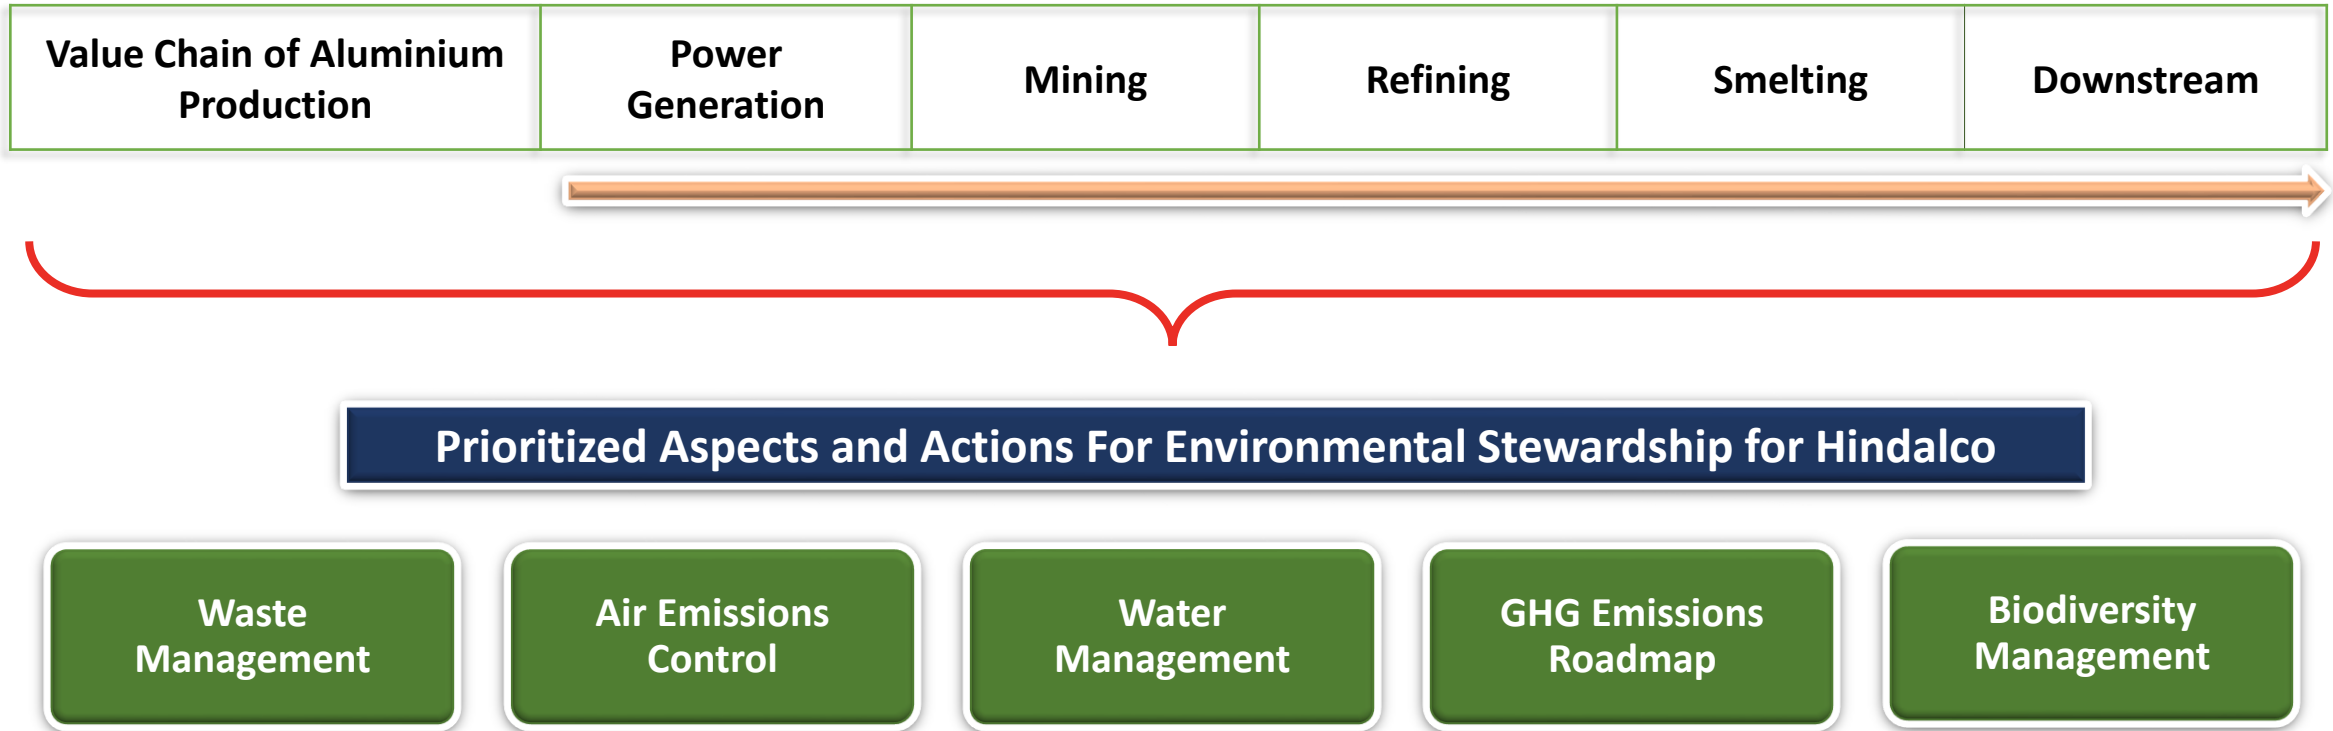 Value Chain of Aluminium
Production
Power
Generation
Mining
Refining
Smelting
Downstream
Prioritized Aspects and Actions For Environmental Stewardship for Hindalco
Waste
Management
Air Emissions
Control
Water
Management
GHG Emissions
Roadmap
Biodiversity
Management